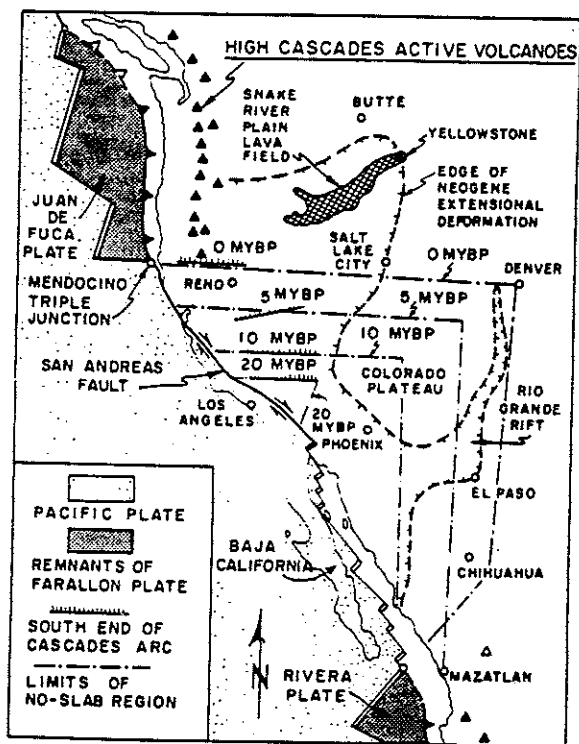 HIGH CASCADES ACTIVE VOLCANOES
SNAKE
RIVER
PLAIN
LAVA
FIELD
BUTTE
YELLOWSTONE
EDGE OF
NEOGENE
EXTENSIONAL
DEFORMATION
JUAN
DE
FUCA
PLATE
0 MYBP
SALT
LAKE
CITY
0 MYBP
DENVER
MENDOCINO
TRIPLE
JUNCTION
RENO
5 MYBP
5 MYBP
10 MYBP
10 MYBP
SAN ANDREAS
FAULT
20 MYBP
COLORADO
PLATEAU
LOS
ANGELES
20
MYBP
PHOENIX
RIO
GRANDE
RIFT
EL PASO
PACIFIC PLATE
REMNANTS OF
FARALLON PLATE
SOUTH END OF
CASCADES ARC
LIMITS OF
NO-SLAB REGION
BAJA
CALIFORNIA
CHIHUAHUA
N
RIVERA
PLATE
MAZATLAN